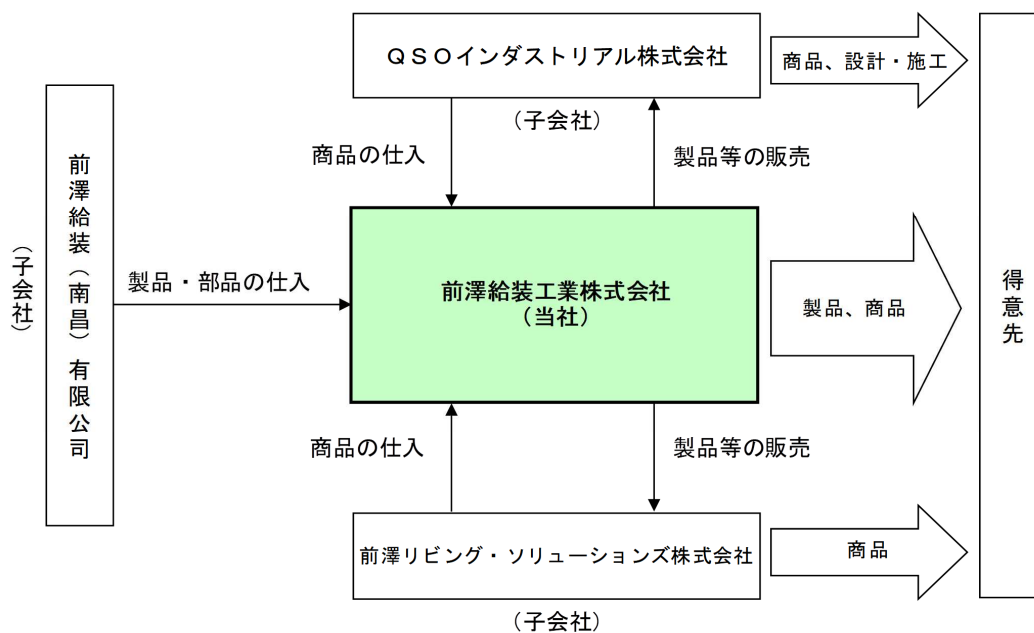 QSOインダストリアル株式会社
商品、設計・施工
(子会社)
商品の仕入
製品等の販売
前澤給装(南昌)有限公司
(子会社)
製品・部品の仕入
前澤給装工業株式会社
(当社)
製品、商品
得意先
商品の仕入
製品等の販売
前澤リビング・ソリューションズ株式会社
商品
(子会社)